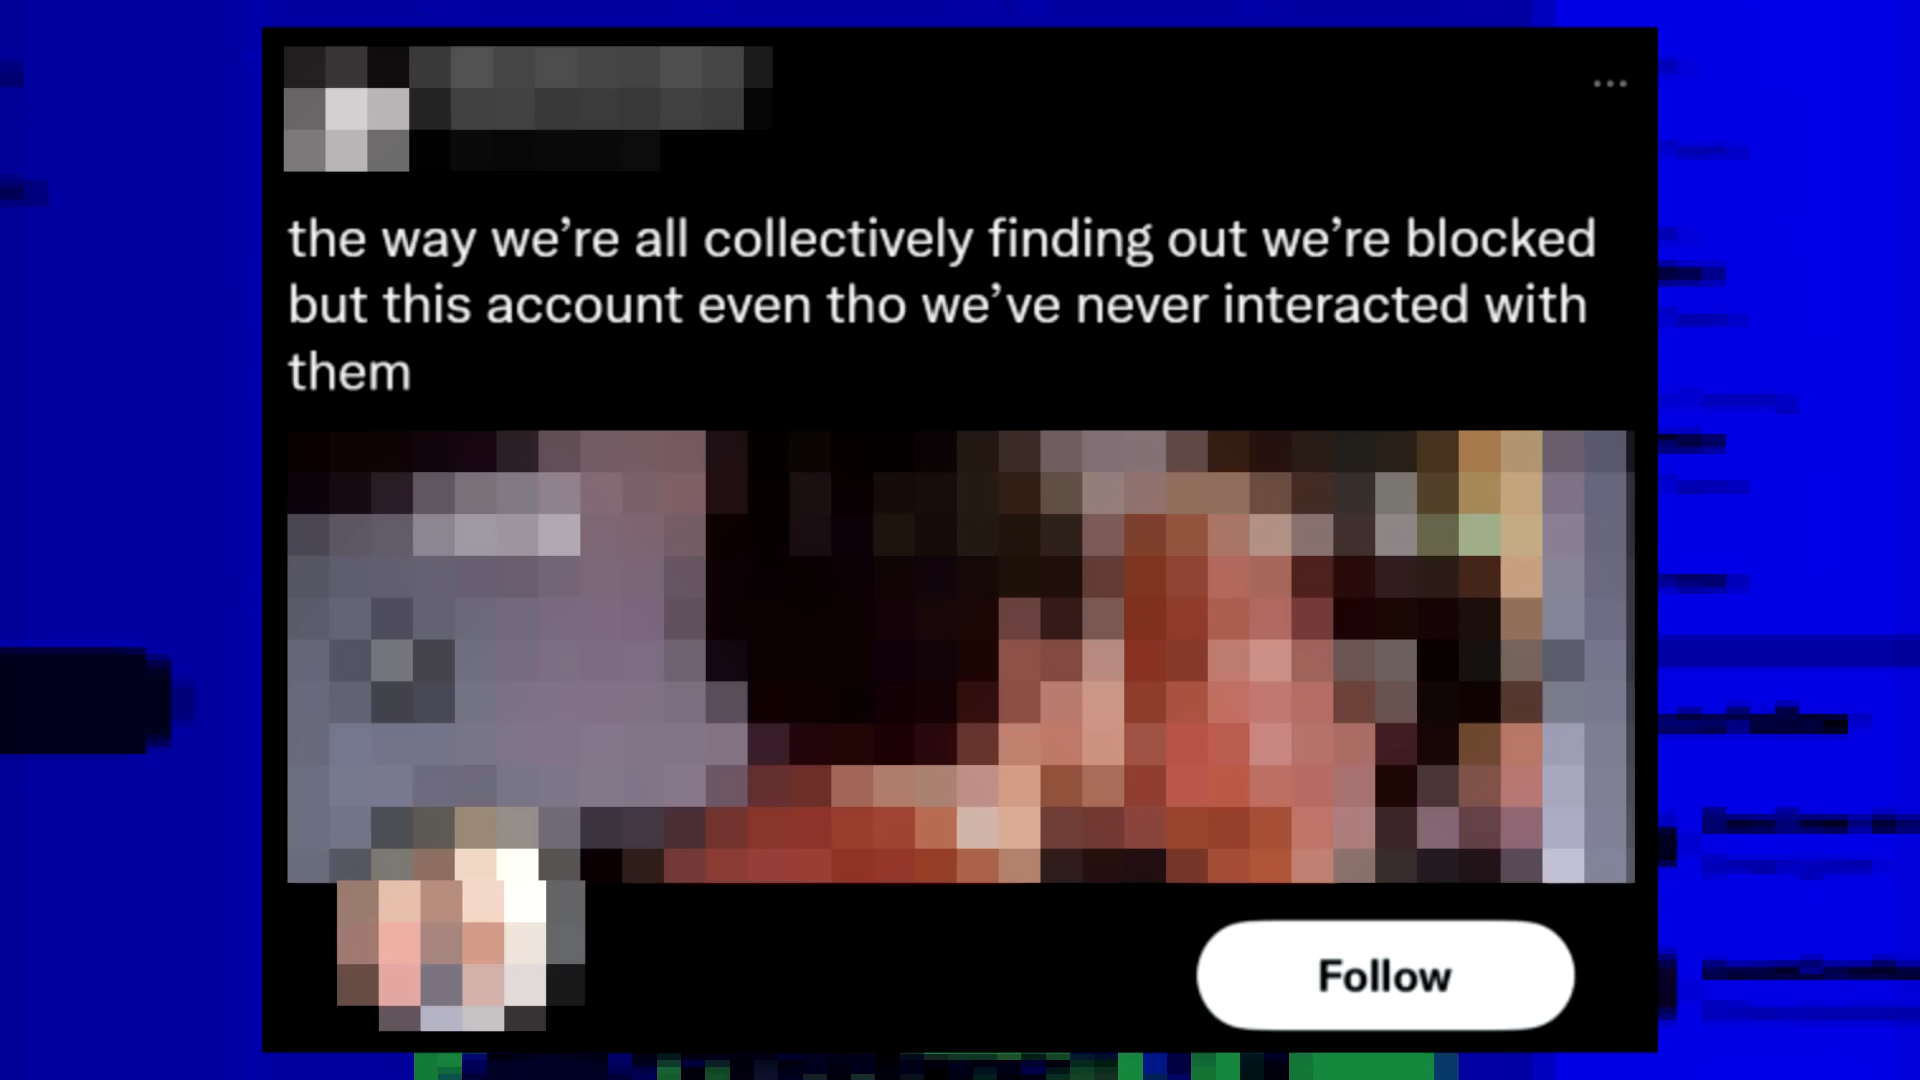 the way we’re all collectively finding out we’re blocked
but this account even tho we’ve never interacted with
them
Follow